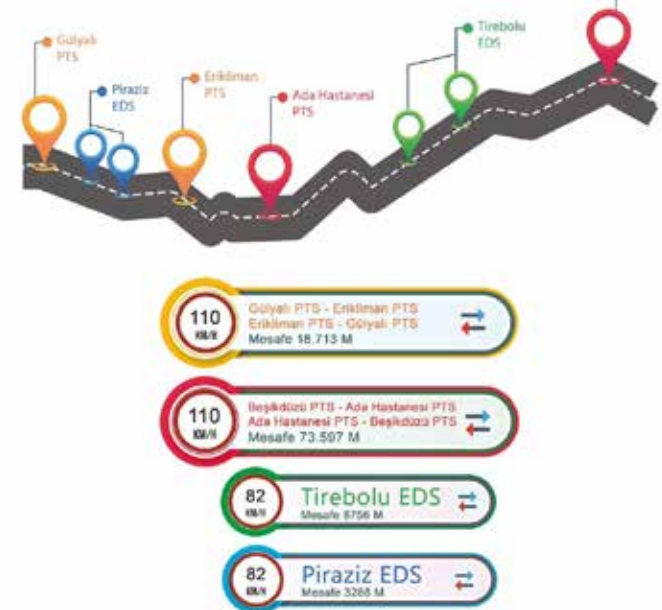 Gülyalı
PTS
Piraziz
EDS
Erikliman
PTS
Ada Hastanesi
PTS
Tirebolu
EDS
110
KM/H
Gülyalı PTS - Erikliman PTS
Erikliman PTS - Gülyalı PTS
Mesafe 18.713 M
110
KM/H
Beşikdüzü PTS - Ada Hastanesi PTS
Ada Hastanesi PTS - Beşikdüzü PTS
Mesafe 73.597 M
82
KM/H
Tirebolu EDS
Mesafe 8756 M
82
KM/H
Piraziz EDS
Mesafe 3288 M